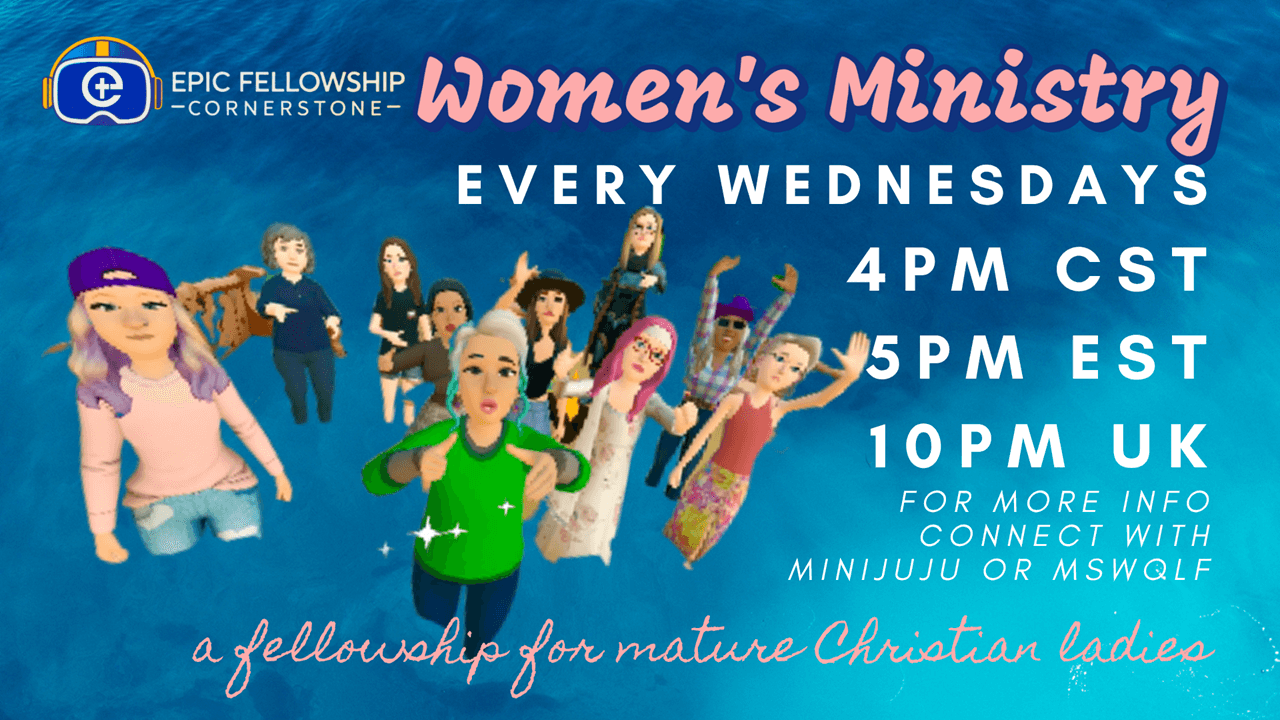 EPIC FELLOWSHIP
–CORNERSTONE–
Women's Ministry
EVERY WEDNESDAYS
4PM CST
5PM EST
10PM UK
FOR MORE INFO
CONNECT WITH
MINIJUJU OR MSWQLF
a fellowship for mature Christian ladies